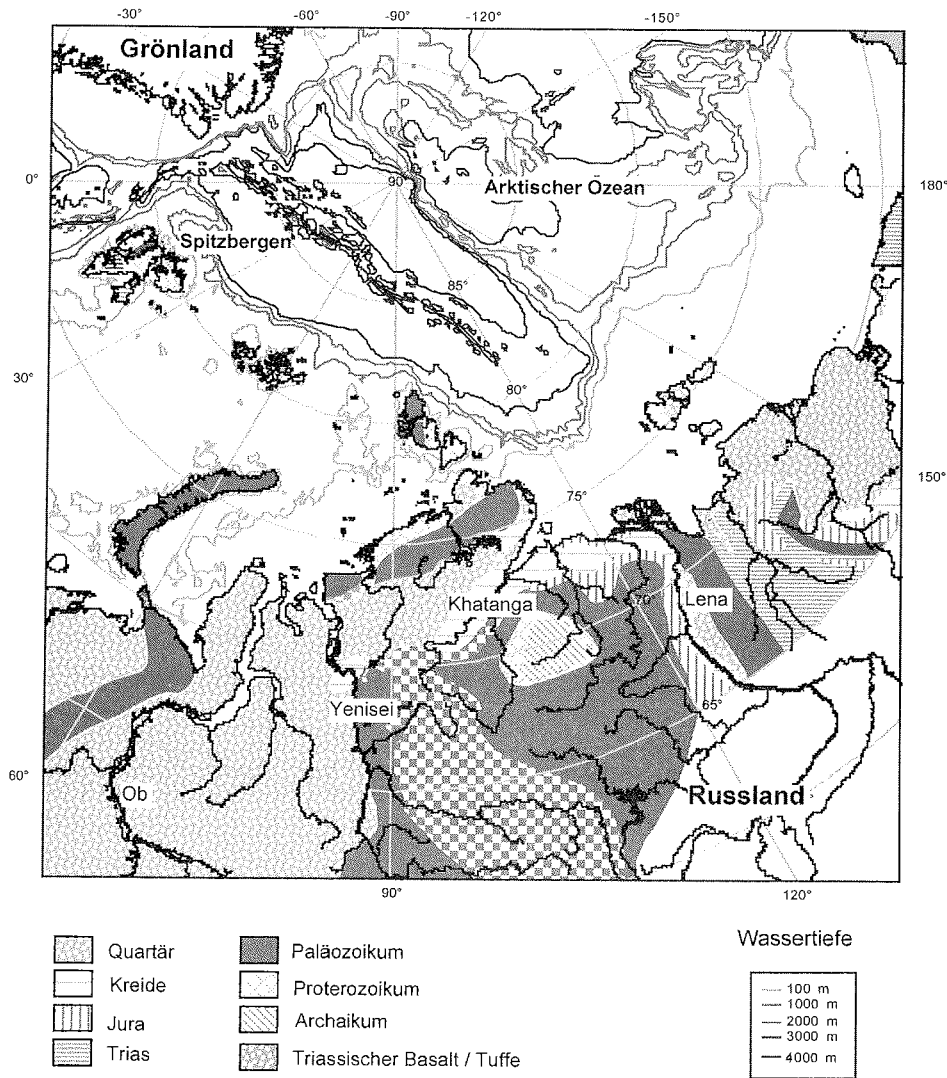 -30° -60° -90° -120° -150°
Grönland
0°
90
Arktischer Ozean
180°
Spitzbergen
85°
30°
80°
150°
75°
Khatanga
70
Lena
Yenisei
65°
60°
Ob
Russland
90°
120°
Quartär
Kreide
Jura
Trias
Paläozoikum
Proterozoikum
Archaikum
Triassischer Basalt / Tuffe
Wassertiefe
100 m
1000 m
2000 m
3000 m
4000 m